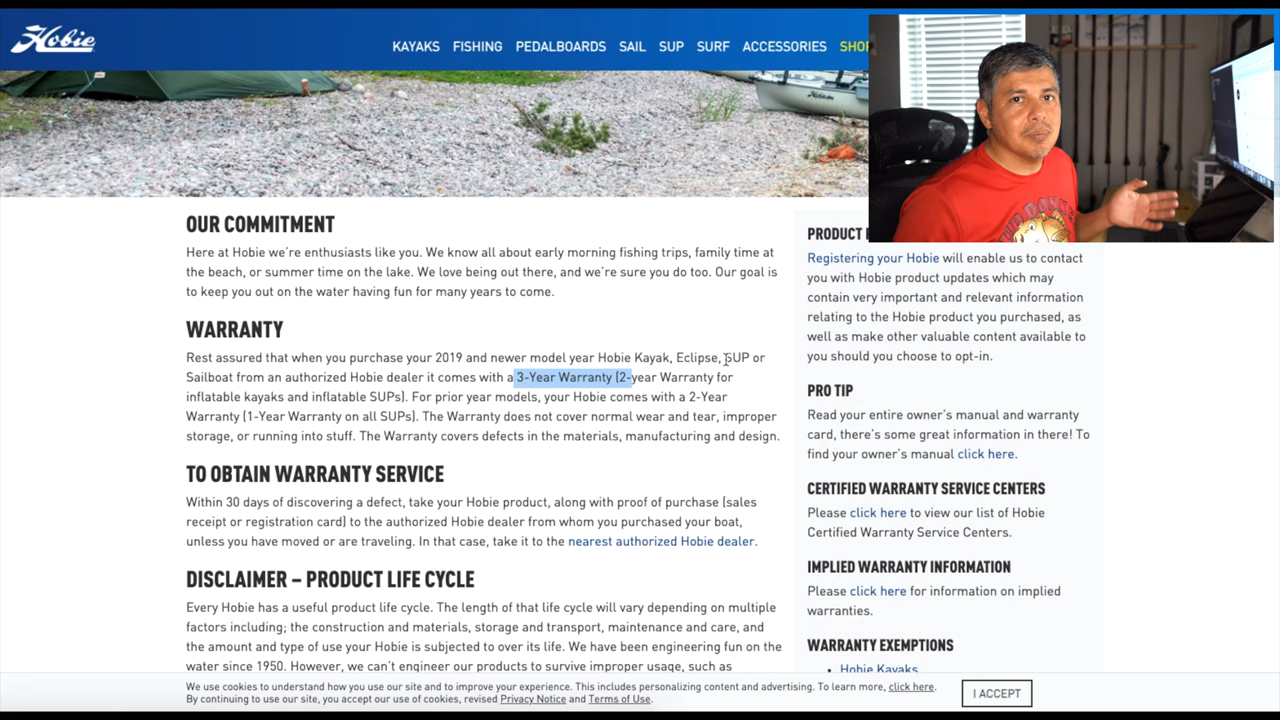 Hobie
KAYAKS FISHING PEDALBOARDS SAIL SUP SURF ACCESSORIES
OUR COMMITMENT
Here at Hobie we're enthusiasts like you. We know all about early morning fishing trips, family time at
the beach, or summer time on the lake. We love being out there, and we're sure you do too. Our goal is
to keep you out on the water having fun for many years to come.
WARRANTY
Rest assured that when you purchase your 2019 and newer model year Hobie Kayak, Eclipse, SUP or
Sailboat from an authorized Hobie dealer it comes with a 3-Year Warranty (2-year Warranty for
inflatable kayaks and inflatable SUPs). For prior year models, your Hobie comes with a 2-Year
Warranty (1-Year Warranty on all SUPs). The Warranty does not cover normal wear and tear, improper
storage, or running into stuff. The Warranty covers defects in the materials, manufacturing and design.
TO OBTAIN WARRANTY SERVICE
Within 30 days of discovering a defect, take your Hobie product, along with proof of purchase (sales
receipt or registration card) to the authorized Hobie dealer from whom you purchased your boat,
unless you have moved or are traveling. In that case, take it to the nearest authorized Hobie dealer.
DISCLAIMER – PRODUCT LIFE CYCLE
Every Hobie has a useful product life cycle. The length of that life cycle will vary depending on multiple
factors including; the construction and materials, storage and transport, maintenance and care, and
the amount and type of use your Hobie is subjected to over its life. We have been engineering fun on the
water since 1950. However, we can't engineer our products to survive improper usage, such as
PRODUCT
Registering your Hobie will enable us to contact
you with Hobie product updates which may
contain very important and relevant information
relating to the Hobie product you purchased, as
well as make other valuable content available to
you should you choose to opt-in.
PRO TIP
Read your entire owner's manual and warranty
card, there's some great information in there! To
find your owner's manual click here.
CERTIFIED WARRANTY SERVICE CENTERS
Please click here to view our list of Hobie
Certified Warranty Service Centers.
IMPLIED WARRANTY INFORMATION
Please click here for information on implied
warranties.
WARRANTY EXEMPTIONS
• Hobie Kayaks
We use cookies to understand how you use our site and to improve your experience. This includes personalizing content and advertising. To learn more, click here.
By continuing to use our site, you accept our use of cookies, revised Privacy Notice and Terms of Use.
I ACCEPT